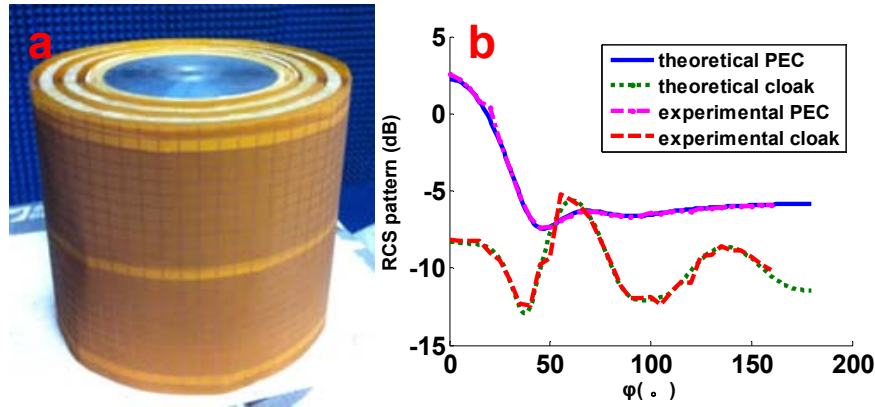 a
b
5
0
-5
-10
-15
RCS pattern (dB)
theoretical PEC
theoretical cloak
experimental PEC
experimental cloak
0
50
100
150
200
φ( 。)